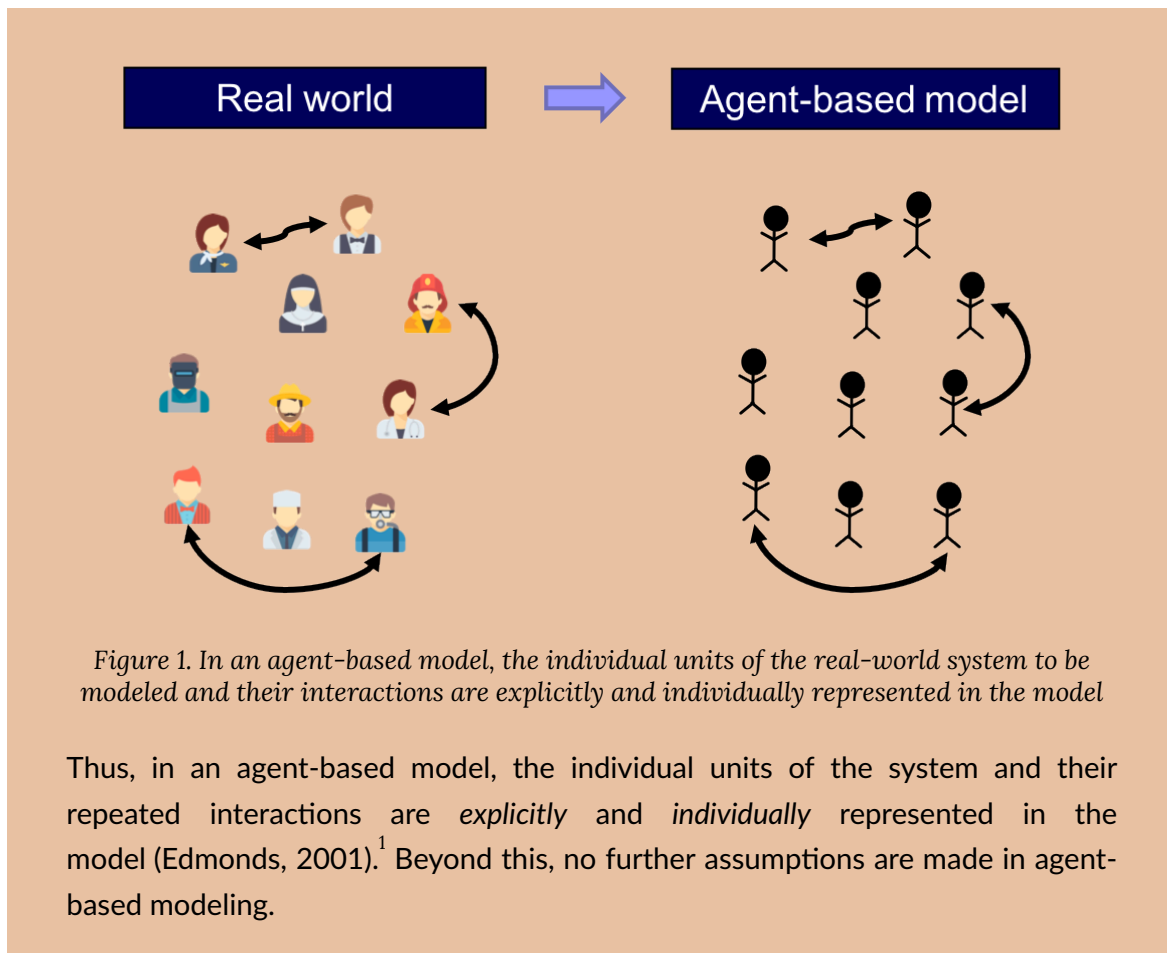 Real world
Agent-based model
Figure 1. In an agent-based model, the individual units of the real-world system to be
modeled and their interactions are explicitly and individually represented in the model
Thus, in an agent-based model, the individual units of the system and their
repeated interactions are explicitly and individually represented in the
model (Edmonds, 2001).1 Beyond this, no further assumptions are made in agent-
based modeling.